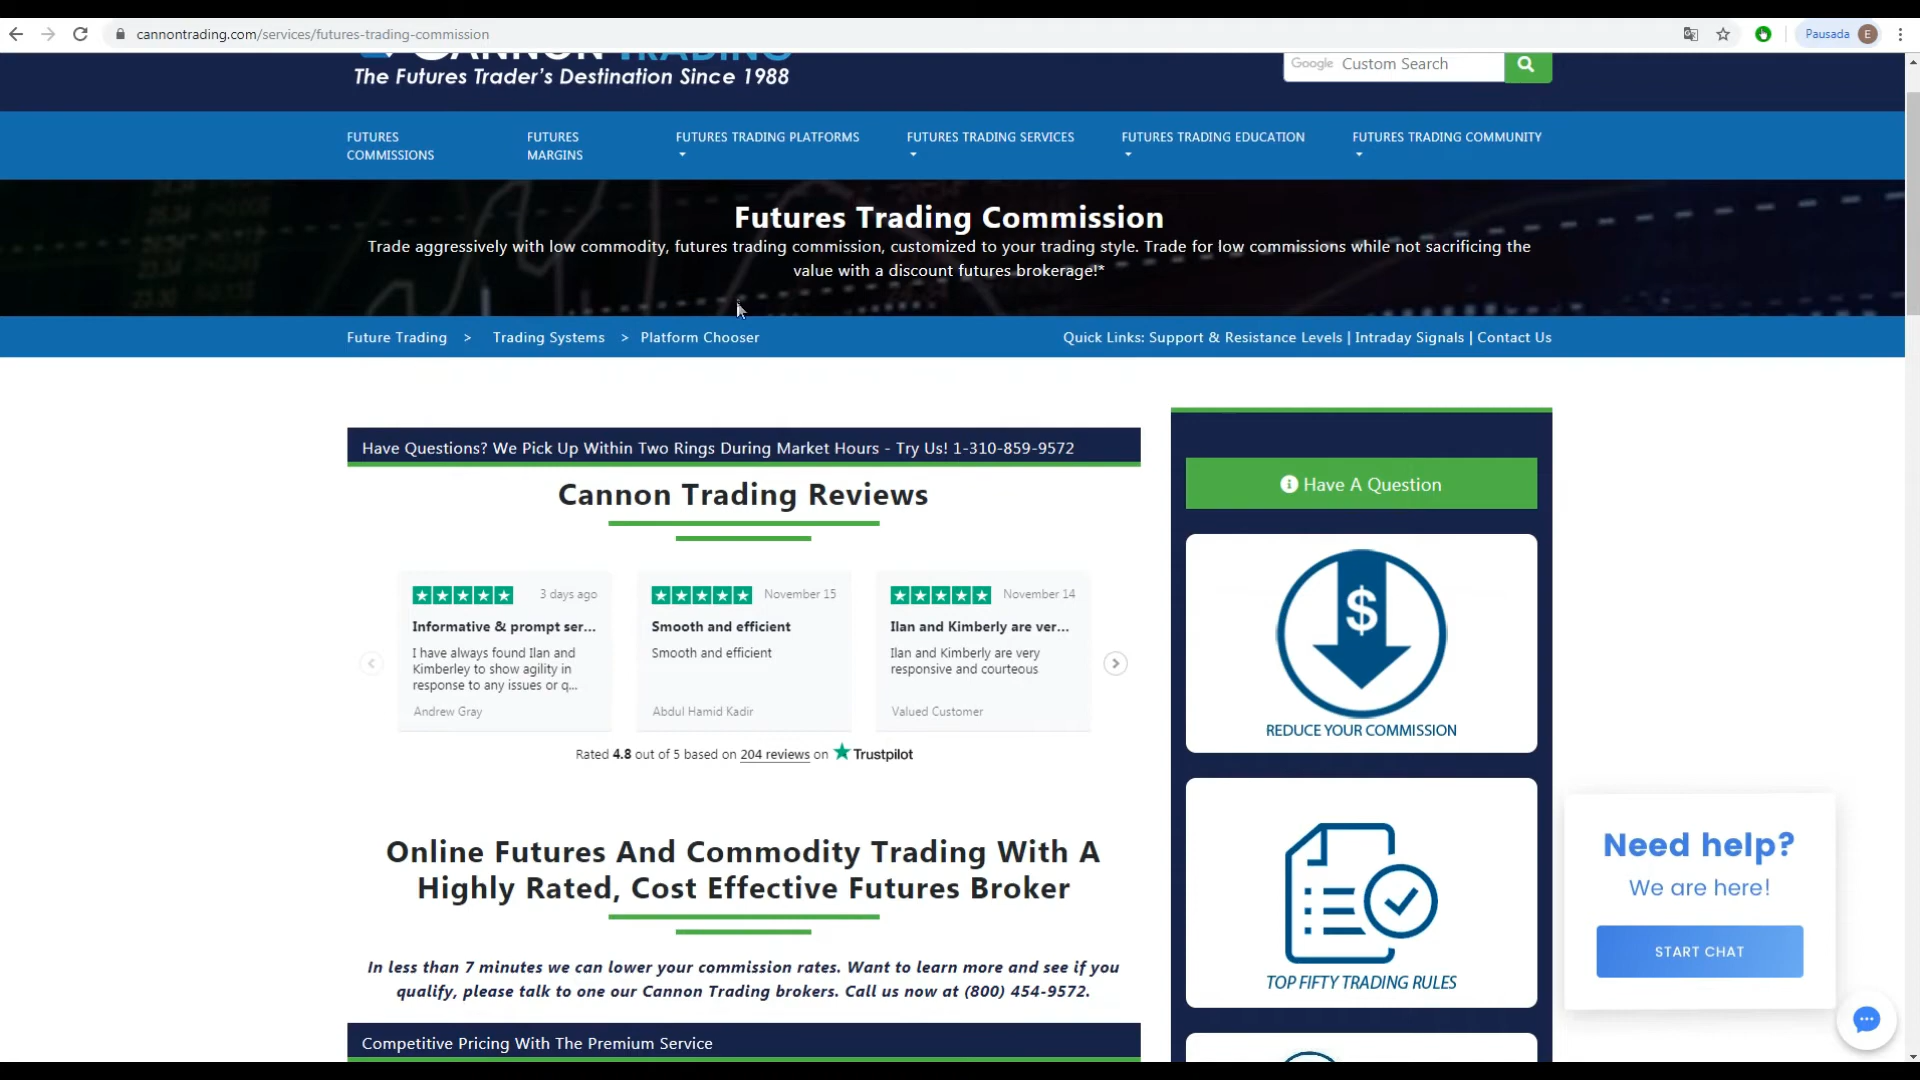 cannontrading.com/services/futures-trading-commission
Pausada E
CANNON TRADING
The Futures Trader's Destination Since 1988
Google Custom Search
FUTURES COMMISSIONS
FUTURES MARGINS
FUTURES TRADING PLATFORMS
FUTURES TRADING SERVICES
FUTURES TRADING EDUCATION
FUTURES TRADING COMMUNITY
Futures Trading Commission
Trade aggressively with low commodity, futures trading commission, customized to your trading style. Trade for low commissions while not sacrificing the
value with a discount futures brokerage!*
Future Trading > Trading Systems > Platform Chooser
Quick Links: Support & Resistance Levels | Intraday Signals | Contact Us
Have Questions? We Pick Up Within Two Rings During Market Hours - Try Us! 1-310-859-9572
Cannon Trading Reviews
3 days ago
Informative & prompt ser...
I have always found Ilan and
Kimberley to show agility in
response to any issues or q...
Andrew Gray
November 15
Smooth and efficient
Smooth and efficient
Abdul Hamid Kadir
November 14
Ilan and Kimberly are ver...
Ilan and Kimberly are very
responsive and courteous
Valued Customer
Rated 4.8 out of 5 based on 204 reviews on Trustpilot
Online Futures And Commodity Trading With A
Highly Rated, Cost Effective Futures Broker
In less than 7 minutes we can lower your commission rates. Want to learn more and see if you
qualify, please talk to one our Cannon Trading brokers. Call us now at (800) 454-9572.
Competitive Pricing With The Premium Service
Have A Question
$
REDUCE YOUR COMMISSION
TOP FIFTY TRADING RULES
Need help?
We are here!
START CHAT